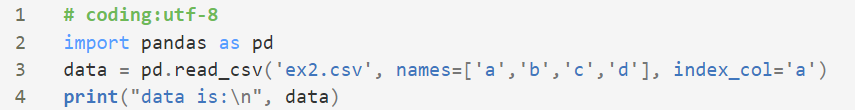 1 # coding:utf-8
2 import pandas as pd
3 data = pd.read_csv('ex2.csv', names=['a','b','c','d'], index_col='a')
4 print("data is:\n", data)